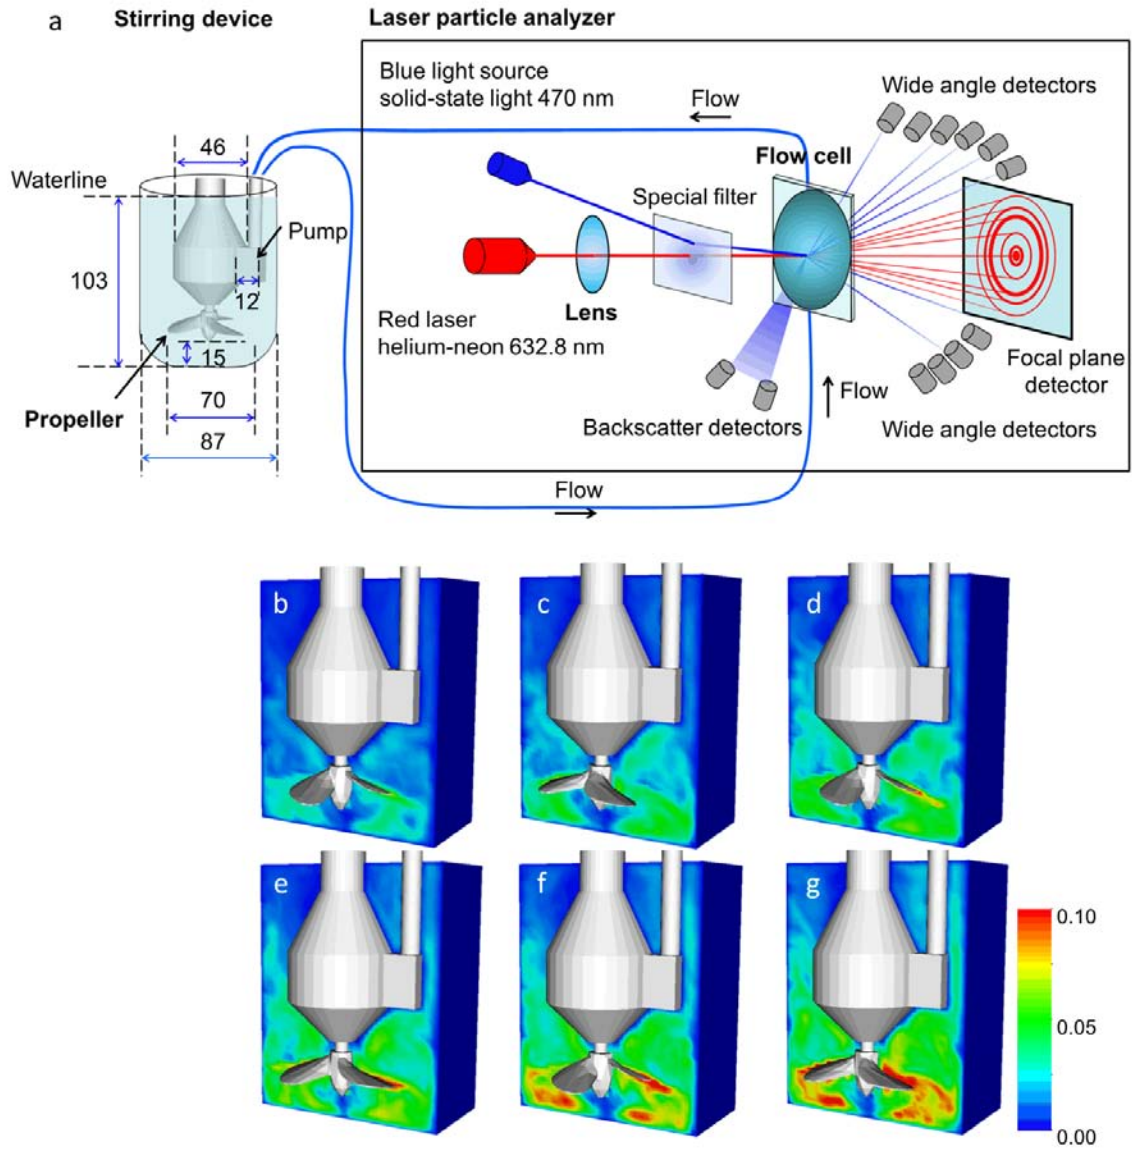 a
Stirring device
Laser particle analyzer
Blue light source
solid-state light 470 nm
Flow
Wide angle detectors
46
Flow cell
Waterline
Special filter
Pump
103
12
Lens
Red laser
helium-neon 632.8 nm
15
Focal plane
detector
Flow
Propeller
70
Backscatter detectors
Wide angle detectors
87
Flow
b
c
d
e
f
g
0.10
0.05
0.00